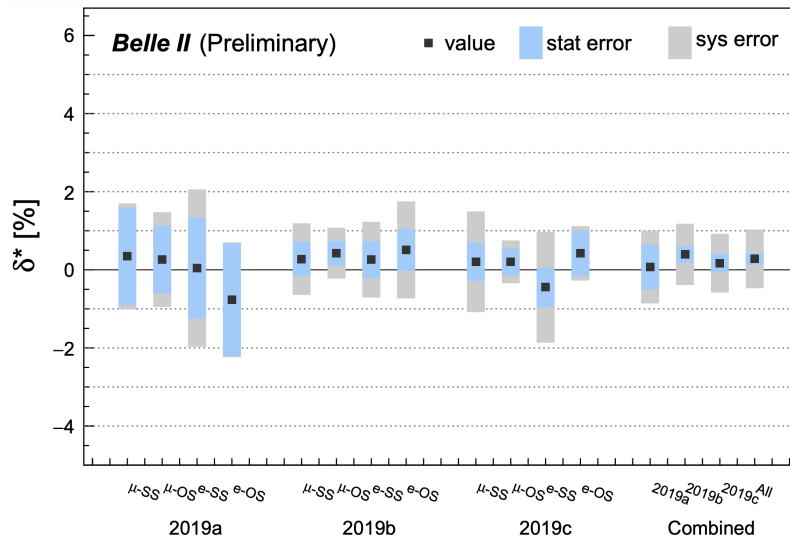 Belle II (Preliminary) value stat error sys error
6
4
2
0
−2
−4
δ* [%]
μ-SS μ-OS e-SS e-OS μ-SS μ-OS e-SS e-OS μ-SS μ-OS e-SS e-OS 2019a 2019b 2019c All
2019a 2019b 2019c Combined